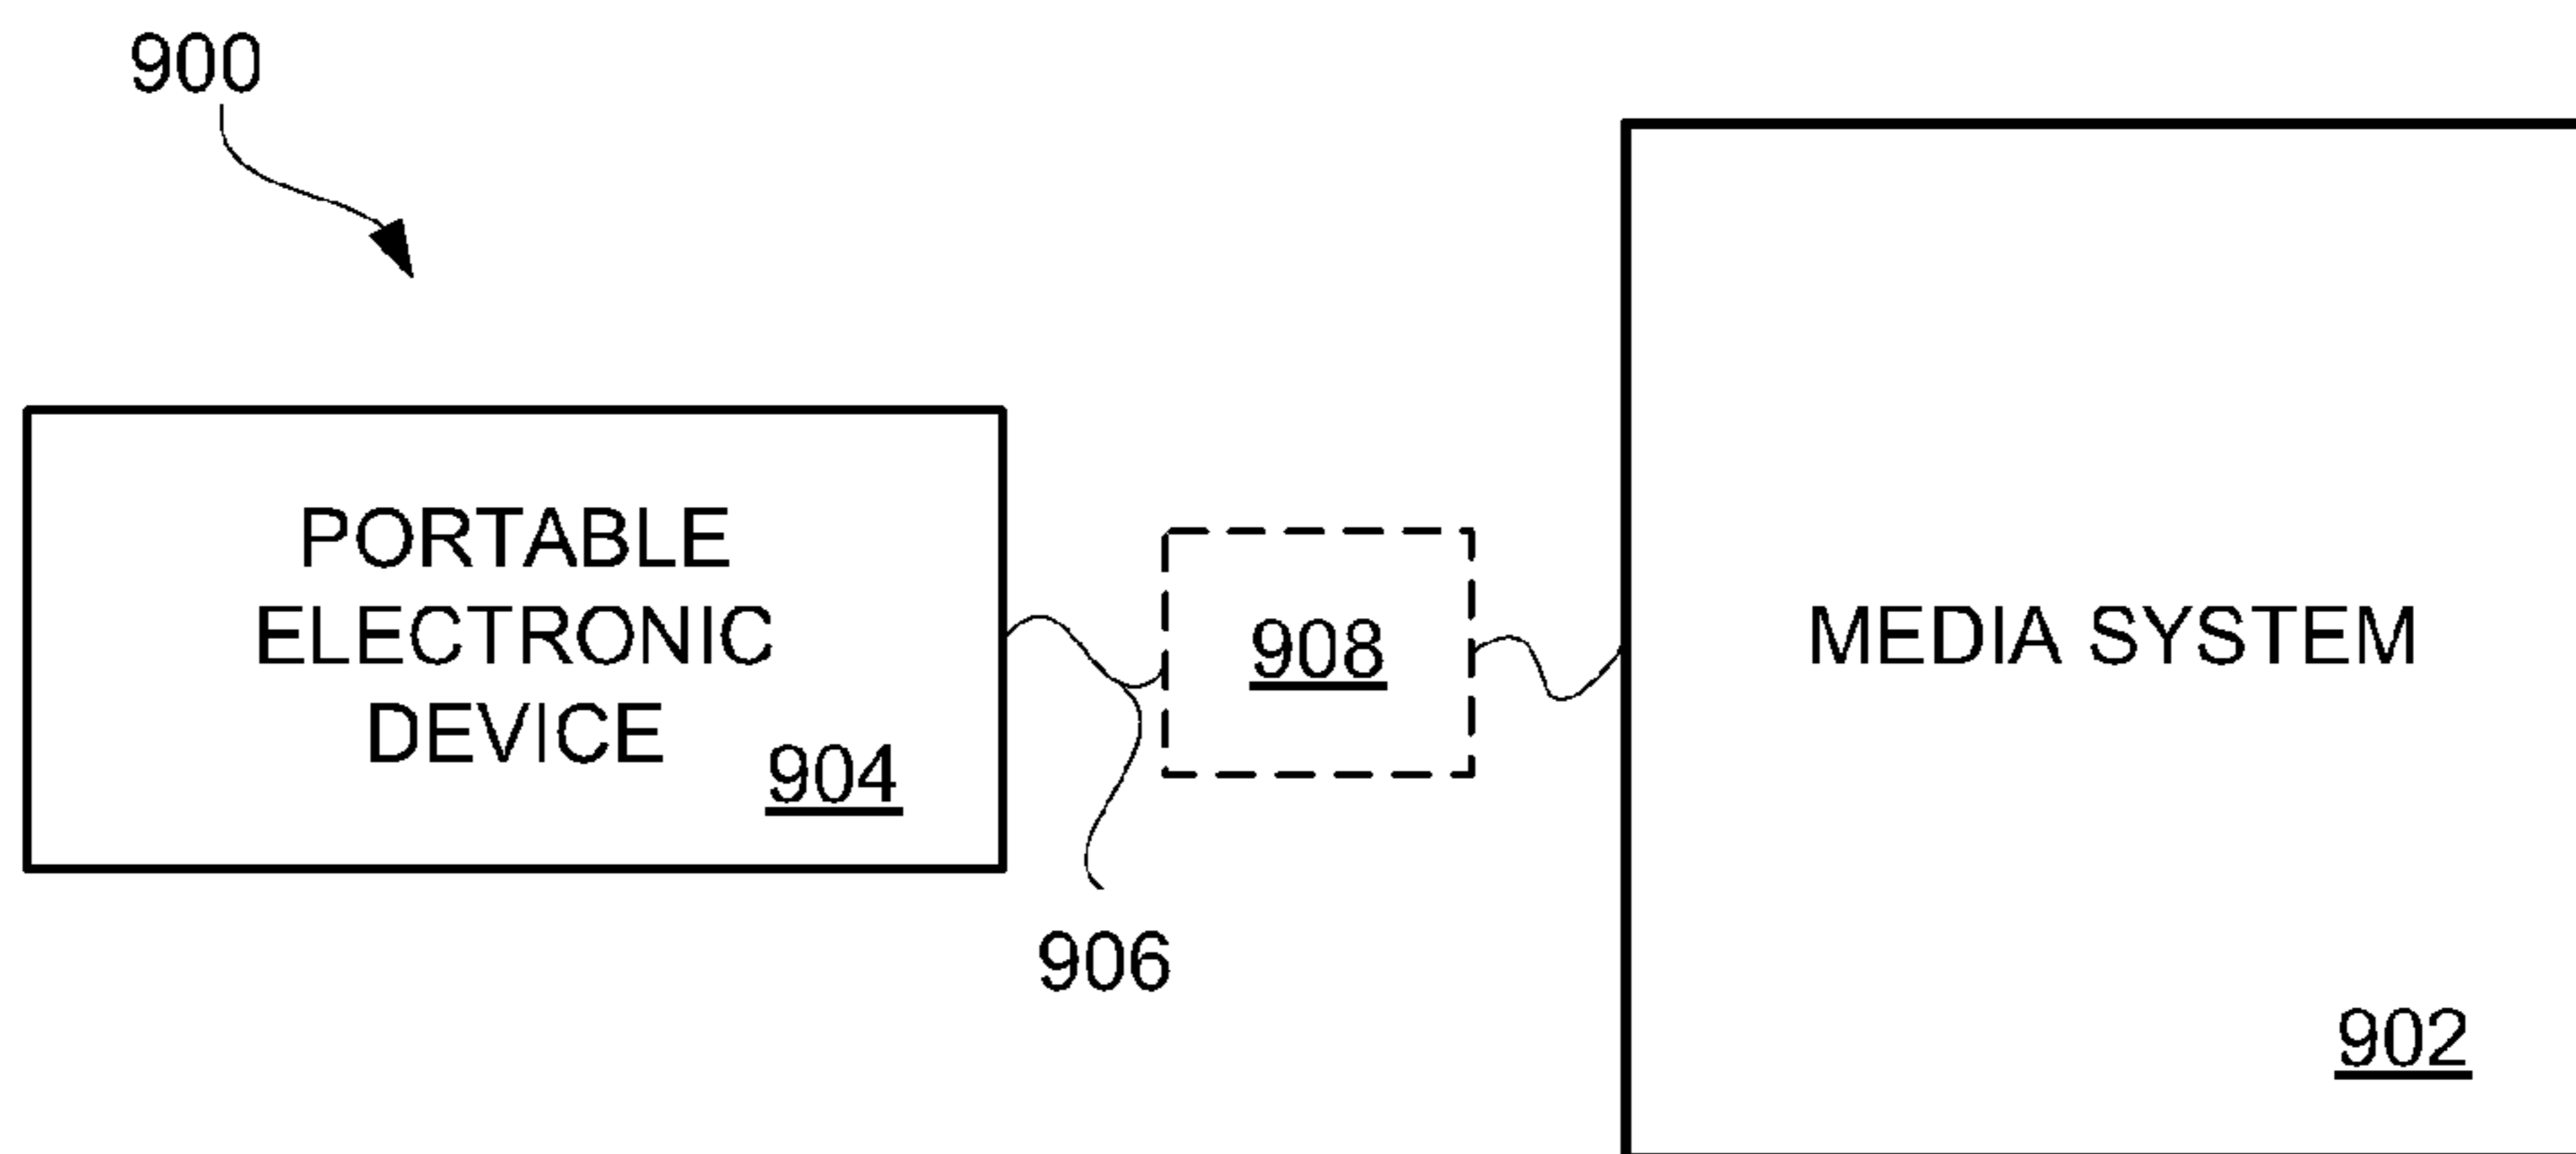 900
PORTABLE
ELECTRONIC
DEVICE
904
906
908
MEDIA SYSTEM
902